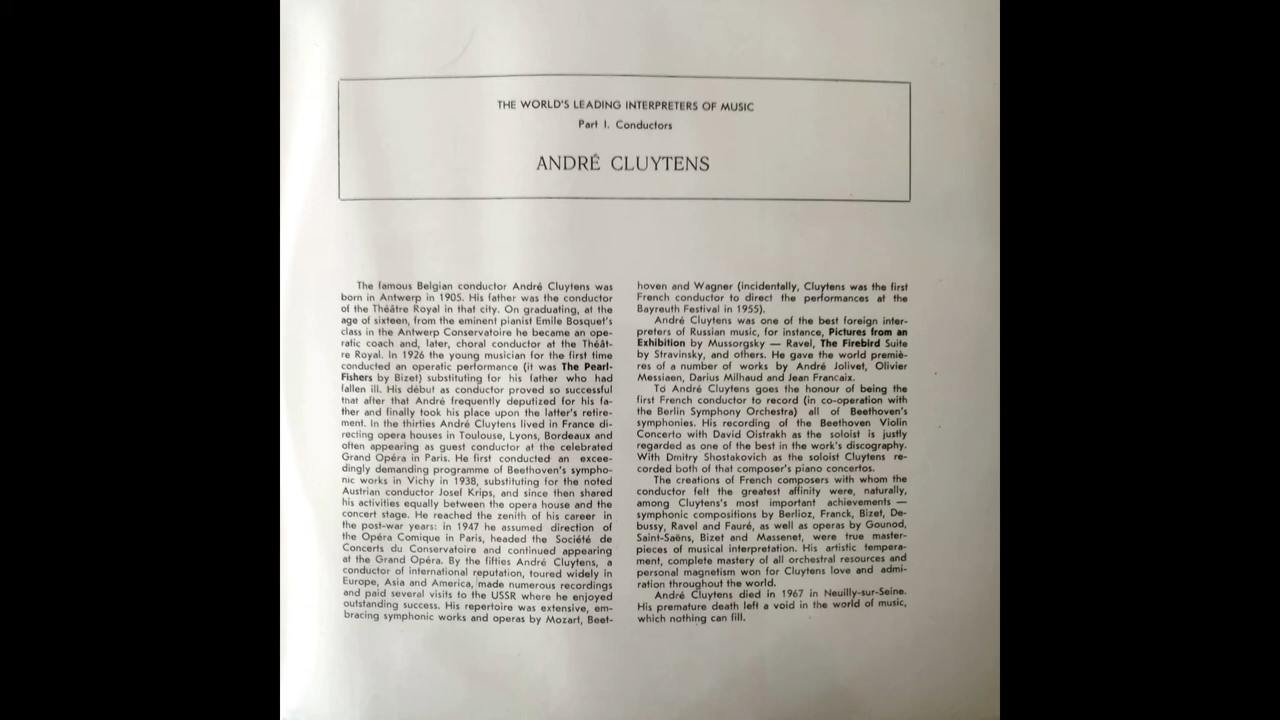 THE WORLD'S LEADING INTERPRETERS OF MUSIC
Part I. Conductors
ANDRÉ CLUYTENS
The famous Belgian conductor André Cluytens was
born in Antwerp in 1905. His father was the conductor
of the Théâtre Royal in that city. On graduating, at the
age of sixteen, from the eminent pianist Emile Bosquet's
class in the Antwerp Conservatoire he became an ope-
ratic coach and, later, choral conductor at the Théât-
re Royal. In 1926 the young musician for the first time
conducted an operatic performance (it was The Pearl-
Fishers by Bizet) substituting for his father who had
fallen ill. His début as conductor proved so successful
that after that André frequently deputized for his fa-
ther and finally took his place upon the latter's retire-
ment. In the thirties André Cluytens lived in France di-
recting opera houses in Toulouse, Lyons, Bordeaux and
often appearing as guest conductor at the celebrated
Grand Opéra in Paris. He first conducted an excee-
dingly demanding programme of Beethoven's sympho-
nic works in Vichy in 1938, substituting for the noted
Austrian conductor Josef Krips, and since then shared
his activities equally between the opera house and the
concert stage. He reached the zenith of his career in
the post-war years: in 1947 he assumed direction of
the Opéra Comique in Paris, headed the Société de
Concerts du Conservatoire and continued appearing
at the Grand Opéra. By the fifties André Cluytens, a
conductor of international reputation, toured widely in
Europe, Asia and America, made numerous recordings
and paid several visits to the USSR where he enjoyed
outstanding success. His repertoire was extensive, em-
bracing symphonic works and operas by Mozart, Beet-
hoven and Wagner (incidentally, Cluytens was the first
French conductor to direct the performances at the
Bayreuth Festival in 1955).
André Cluytens was one of the best foreign inter-
preters of Russian music, for instance, Pictures from an
Exhibition by Mussorgsky — Ravel, The Firebird Suite
by Stravinsky, and others. He gave the world premiè-
res of a number of works by André Jolivet, Olivier
Messiaen, Darius Milhaud and Jean Francaix.
To André Cluytens goes the honour of being the
first French conductor to record (in co-operation with
the Berlin Symphony Orchestra) all of Beethoven's
symphonies. His recording of the Beethoven Violin
Concerto with David Oistrakh as the soloist is justly
regarded as one of the best in the work's discography.
With Dmitry Shostakovich as the soloist Cluytens re-
corded both of that composer's piano concertos.
The creations of French composers with whom the
conductor felt the greatest affinity were, naturally,
among Cluytens's most important achievements —
symphonic compositions by Berlioz, Franck, Bizet, De-
bussy, Ravel and Fauré, as well as operas by Gounod,
Saint-Saëns, Bizet and Massenet, were true master-
pieces of musical interpretation. His artistic tempera-
ment, complete mastery of all orchestral resources and
personal magnetism won for Cluytens love and admi-
ration throughout the world.
André Cluytens died in 1967 in Neuilly-sur-Seine.
His premature death left a void in the world of music,
which nothing can fill.